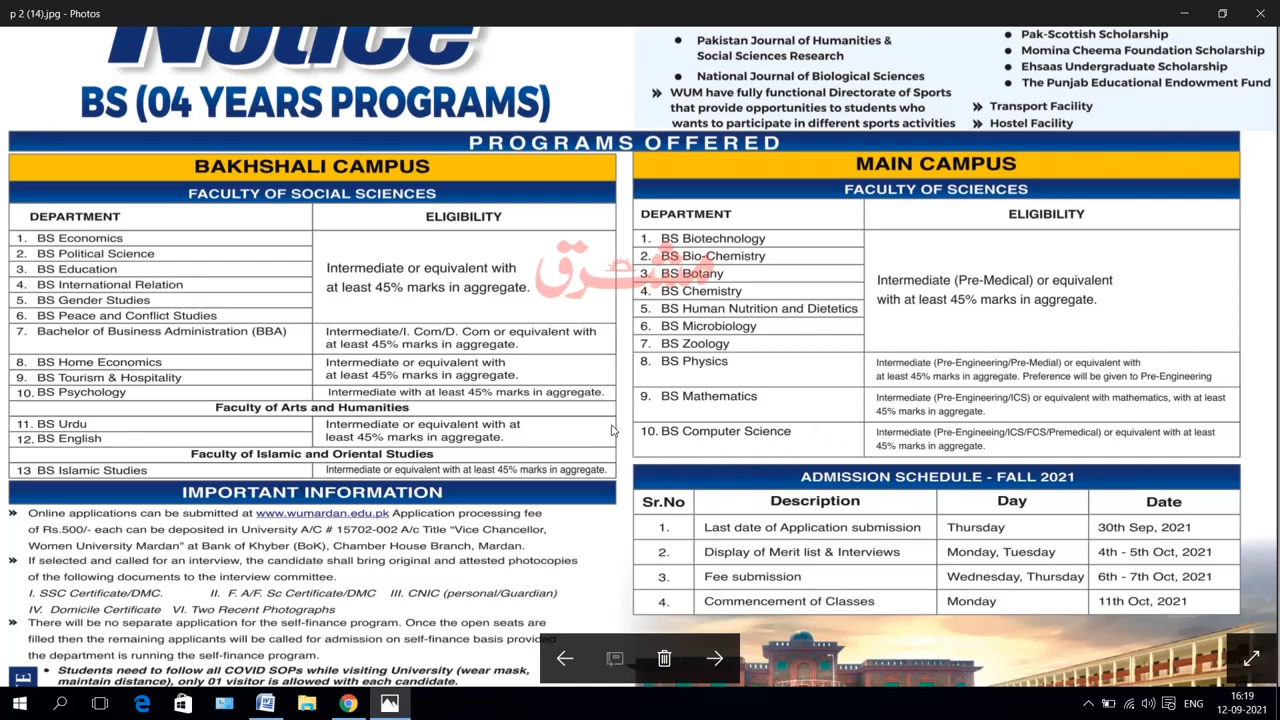 p 2 (14).jpg - Photos
Notice
BS (04 YEARS PROGRAMS)
Pakistan Journal of Humanities &
Social Sciences Research
National Journal of Biological Sciences
WUM have fully functional Directorate of Sports
that provide opportunities to students who
wants to participate in different sports activities
Pak-Scottish Scholarship
Momina Cheema Foundation Scholarship
Ehsaas Undergraduate Scholarship
The Punjab Educational Endowment Fund
Transport Facility
Hostel Facility
PROGRAMS OFFERED
BAKHSHALI CAMPUS
FACULTY OF SOCIAL SCIENCES
DEPARTMENT ELIGIBILITY
1. BS Economics
2. BS Political Science
3. BS Education
4. BS International Relation
5. BS Gender Studies
6. BS Peace and Conflict Studies
Intermediate or equivalent with
at least 45% marks in aggregate.
7. Bachelor of Business Administration (BBA)
Intermediate/I. Com/D. Com or equivalent with
at least 45% marks in aggregate.
8. BS Home Economics
9. BS Tourism & Hospitality
Intermediate or equivalent with
at least 45% marks in aggregate.
10. BS Psychology Intermediate with at least 45% marks in aggregate.
Faculty of Arts and Humanities
11. BS Urdu
12. BS English
Intermediate or equivalent with at
least 45% marks in aggregate.
Faculty of Islamic and Oriental Studies
13 BS Islamic Studies Intermediate or equivalent with at least 45% marks in aggregate.
IMPORTANT INFORMATION
Online applications can be submitted at www.wumardan.edu.pk Application processing fee
of Rs.500/- each can be deposited in University A/C # 15702-002 A/c Title "Vice Chancellor,
Women University Mardan" at Bank of Khyber (BoK), Chamber House Branch, Mardan.
If selected and called for an interview, the candidate shall bring original and attested photocopies
of the following documents to the interview committee.
I. SSC Certificate/DMC. II. F. A/F. Sc Certificate/DMC III. CNIC (personal/Guardian)
IV. Domicile Certificate VI. Two Recent Photographs
There will be no separate application for the self-finance program. Once the open seats are
filled then the remaining applicants will be called for admission on self-finance basis provided
the department is running the self-finance program.
Students need to follow all COVID SOPs while visiting University (wear mask,
maintain distance), only 01 visitor is allowed with each candidate.
MAIN CAMPUS
FACULTY OF SCIENCES
DEPARTMENT ELIGIBILITY
1. BS Biotechnology
2. BS Bio-Chemistry
3. BS Botany
4. BS Chemistry
5. BS Human Nutrition and Dietetics
6. BS Microbiology
7. BS Zoology
Intermediate (Pre-Medical) or equivalent
with at least 45% marks in aggregate.
8. BS Physics
Intermediate (Pre-Engineering/Pre-Medial) or equivalent with
at least 45% marks in aggregate. Preference will be given to Pre-Engineering
9. BS Mathematics
Intermediate (Pre-Engineering/ICS) or equivalent with mathematics, with at least
45% marks in aggregate.
10. BS Computer Science
Intermediate (Pre-Engineeing/ICS/FCS/Premedical) or equivalent with at least
45% marks in aggregate.
مشرق
ADMISSION SCHEDULE - FALL 2021
Sr.No Description Day Date
1. Last date of Application submission Thursday 30th Sep, 2021
2. Display of Merit list & Interviews Monday, Tuesday 4th - 5th Oct, 2021
3. Fee submission Wednesday, Thursday 6th - 7th Oct, 2021
4. Commencement of Classes Monday 11th Oct, 2021
ENG
16:19
12-09-2021